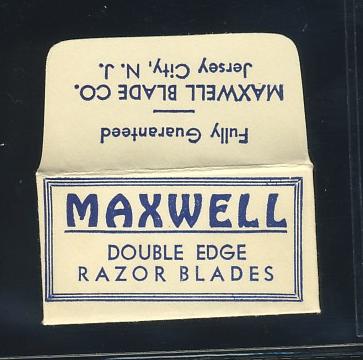 Fully Guaranteed
MAXWELL BLADE CO.
Jersey City, N. J.
MAXWELL
DOUBLE EDGE
RAZOR BLADES